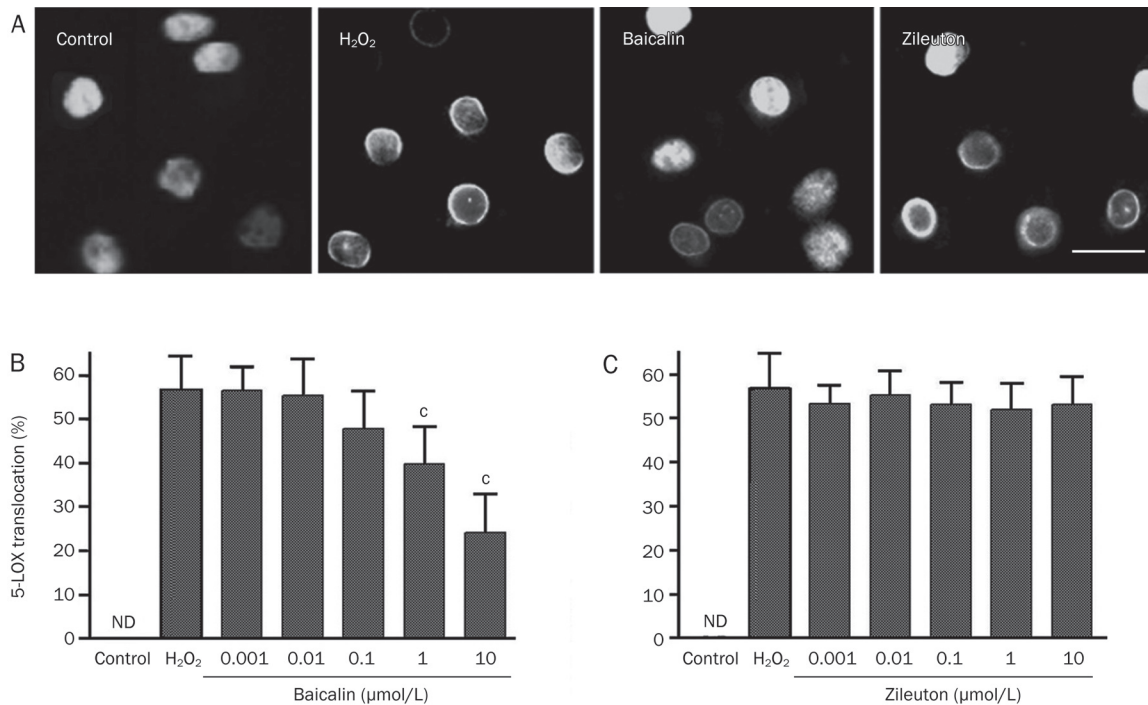 A
Control
H₂O₂
Baicalin
Zileuton
B
5-LOX translocation (%)
60
50
40
30
20
10
0
ND
c
c
Control H₂O₂ 0.001 0.01 0.1 1 10
Baicalin (μmol/L)
C
60
50
40
30
20
10
0
ND
Control H₂O₂ 0.001 0.01 0.1 1 10
Zileuton (μmol/L)